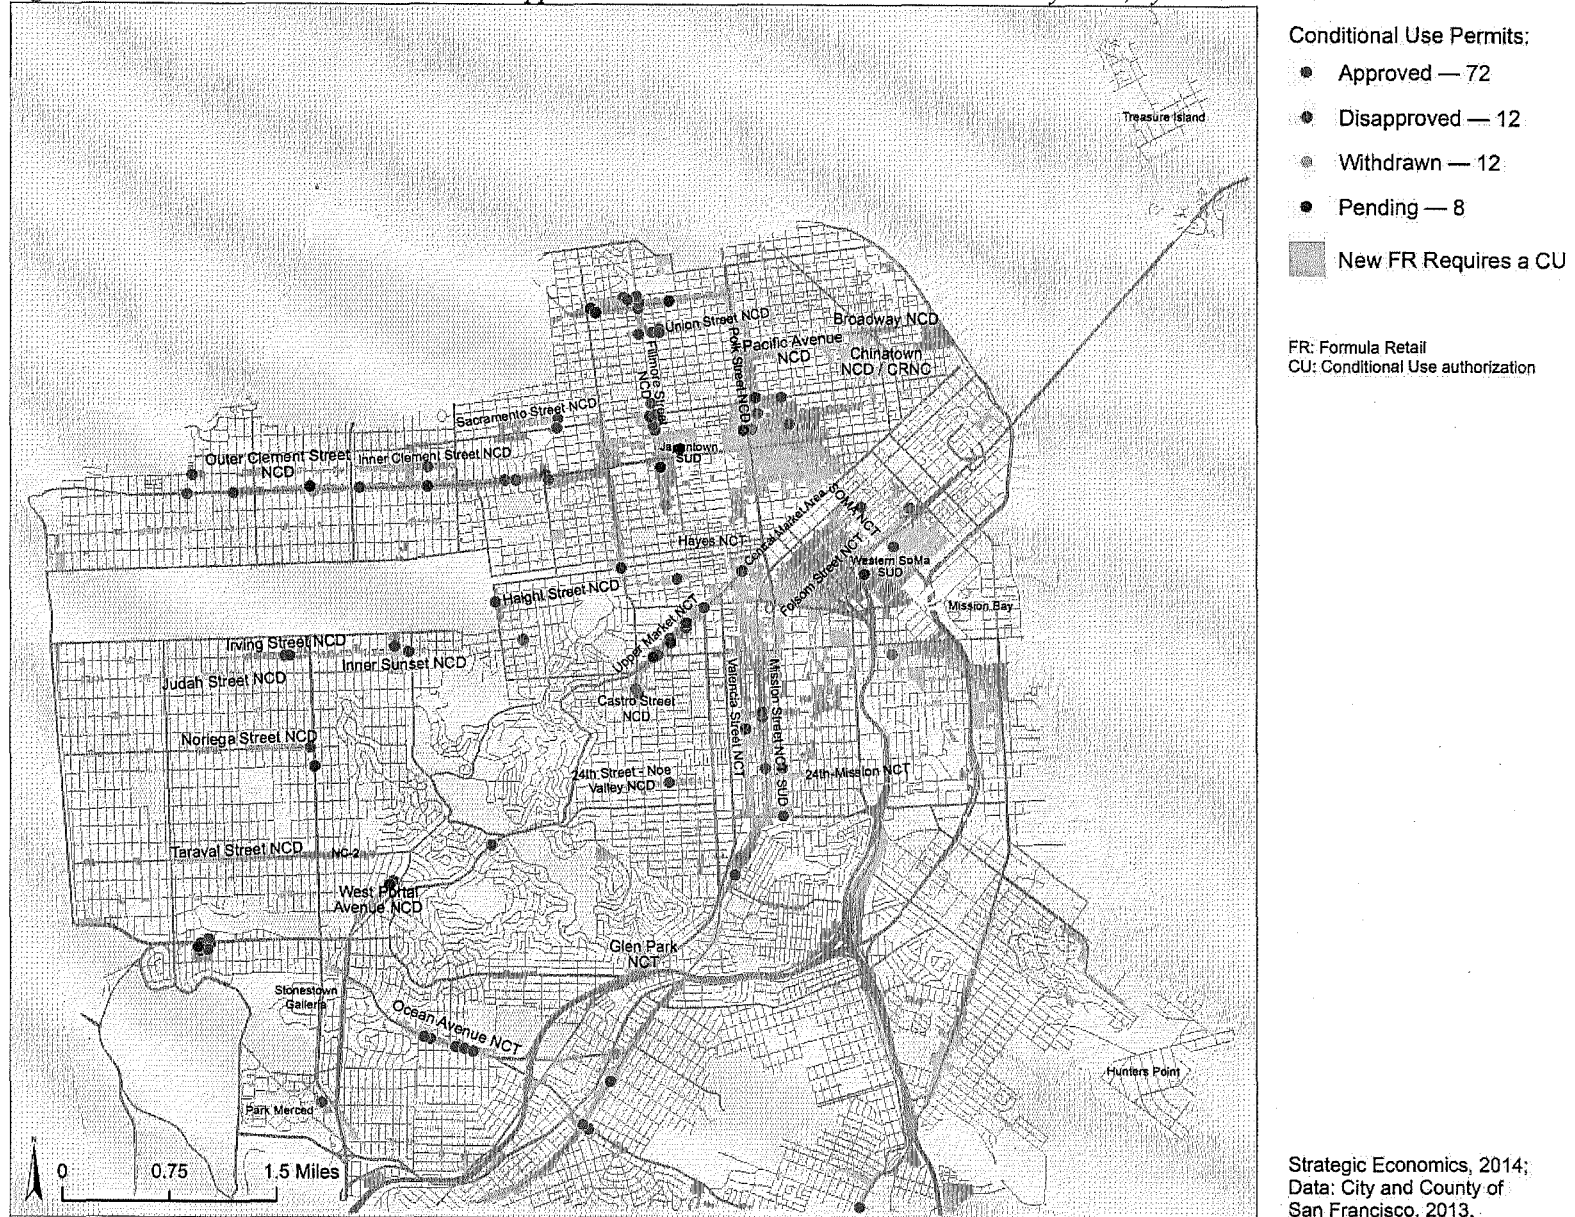 Conditional Use Permits:
Approved — 72
Disapproved — 12
Withdrawn — 12
Pending — 8
New FR Requires a CU
FR: Formula Retail
CU: Conditional Use authorization
Treasure Island
Broadway NCD
Union Street NCD
Pacific Avenue
NCD
Chinatown
NCD / CRNC
Polk Street NCD
Fillmore Street
NCD
Sacramento Street NCD
Outer Clement Street
NCD
Inner Clement Street NCD
Japantown
SUD
Central Market Area
SOMA NCT
Hayes NCT
Folsom Street NCT
Western SoMa
SUD
Haight Street NCD
Mission Bay
Upper Market NCT
Irving Street NCD
Inner Sunset NCD
Judah Street NCD
Castro Street
NCD
Valencia Street NCT
Mission Street NCT SUD
Noriega Street NCD
24th Street - Noe
Valley NCD
24th-Mission NCT
Taraval Street NCD
NC-2
West Portal
Avenue NCD
Glen Park
NCT
Stonestown
Galleria
Ocean Avenue NCT
Hunters Point
Park Merced
N
0 0.75 1.5 Miles
Strategic Economics, 2014;
Data: City and County of
San Francisco, 2013.